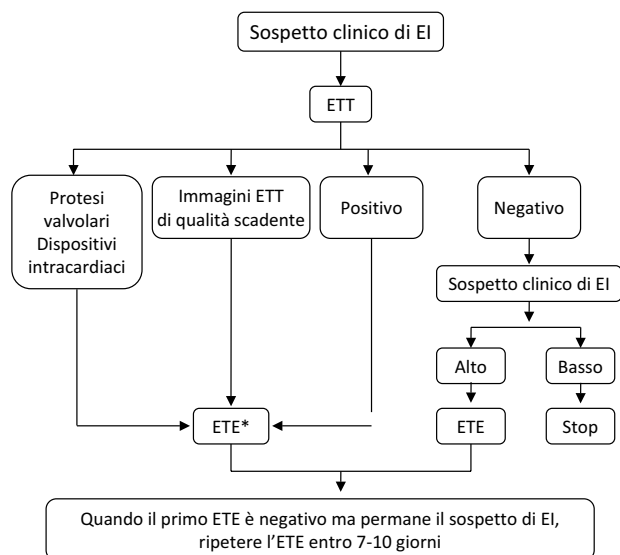 Sospetto clinico di EI
ETT
Protesi
valvolari
Dispositivi
intracardiaci
Immagini ETT
di qualità scadente
Positivo
Negativo
Sospetto clinico di EI
Alto
Basso
ETE*
ETE
Stop
Quando il primo ETE è negativo ma permane il sospetto di EI,
ripetere l’ETE entro 7-10 giorni